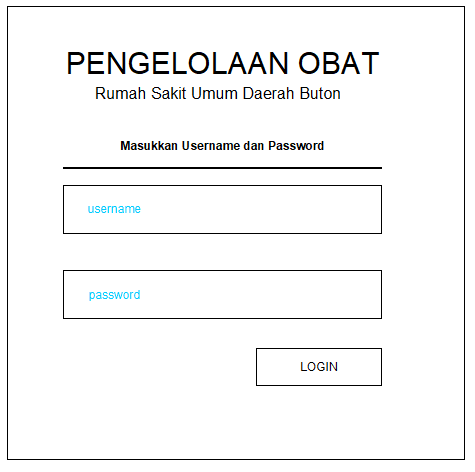 PENGELOLAAN OBAT
Rumah Sakit Umum Daerah Buton
Masukkan Username dan Password
username
password
LOGIN